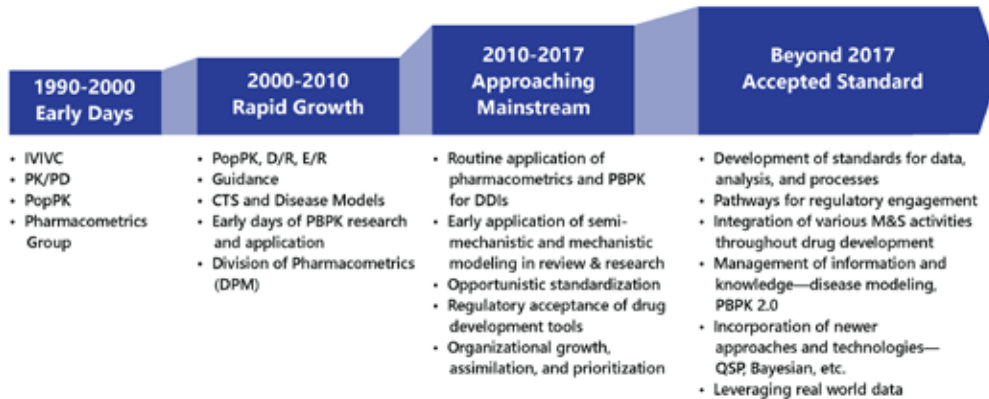 1990-2000
Early Days
• IVIVC
• PK/PD
• PopPK
• Pharmacometrics
Group
2000-2010
Rapid Growth
• PopPK, D/R, E/R
• Guidance
• CTS and Disease Models
• Early days of PBPK research
and application
• Division of Pharmacometrics
(DPM)
2010-2017
Approaching
Mainstream
• Routine application of
pharmacometrics and PBPK
for DDIs
• Early application of semi-
mechanistic and mechanistic
modeling in review & research
• Opportunistic standardization
• Regulatory acceptance of drug
development tools
• Organizational growth,
assimilation, and prioritization
Beyond 2017
Accepted Standard
• Development of standards for data,
analysis, and processes
• Pathways for regulatory engagement
• Integration of various M&S activities
throughout drug development
• Management of information and
knowledge—disease modeling,
PBPK 2.0
• Incorporation of newer
approaches and technologies—
QSP, Bayesian, etc.
• Leveraging real world data